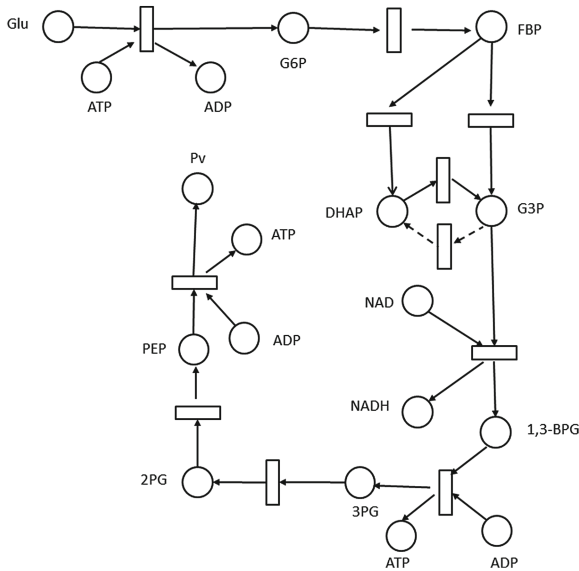 Glu
FBP
G6P
ATP
ADP
Pv
DHAP
G3P
ATP
NAD
ADP
PEP
NADH
1,3-BPG
2PG
3PG
ATP
ADP